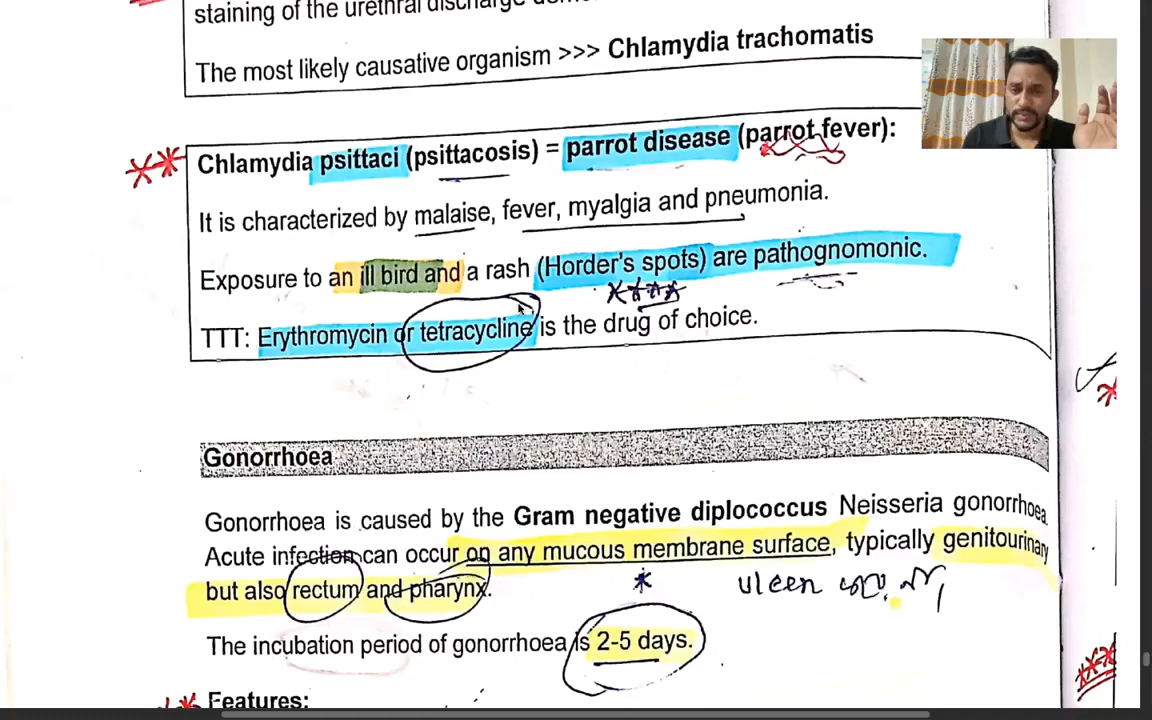 staining of the urethral discharge
The most likely causative organism >>> Chlamydia trachomatis
Chlamydia psittaci (psittacosis) = parrot disease (parrot fever):
It is characterized by malaise, fever, myalgia and pneumonia.
Exposure to an ill bird and a rash (Horder's spots) are pathognomonic.
TTT: Erythromycin or tetracycline is the drug of choice.
Gonorrhoea
Gonorrhoea is caused by the Gram negative diplococcus Neisseria gonorrhoea.
Acute infection can occur on any mucous membrane surface, typically genitourinary
but also rectum and pharynx.
The incubation period of gonorrhoea is 2-5 days.
Features: